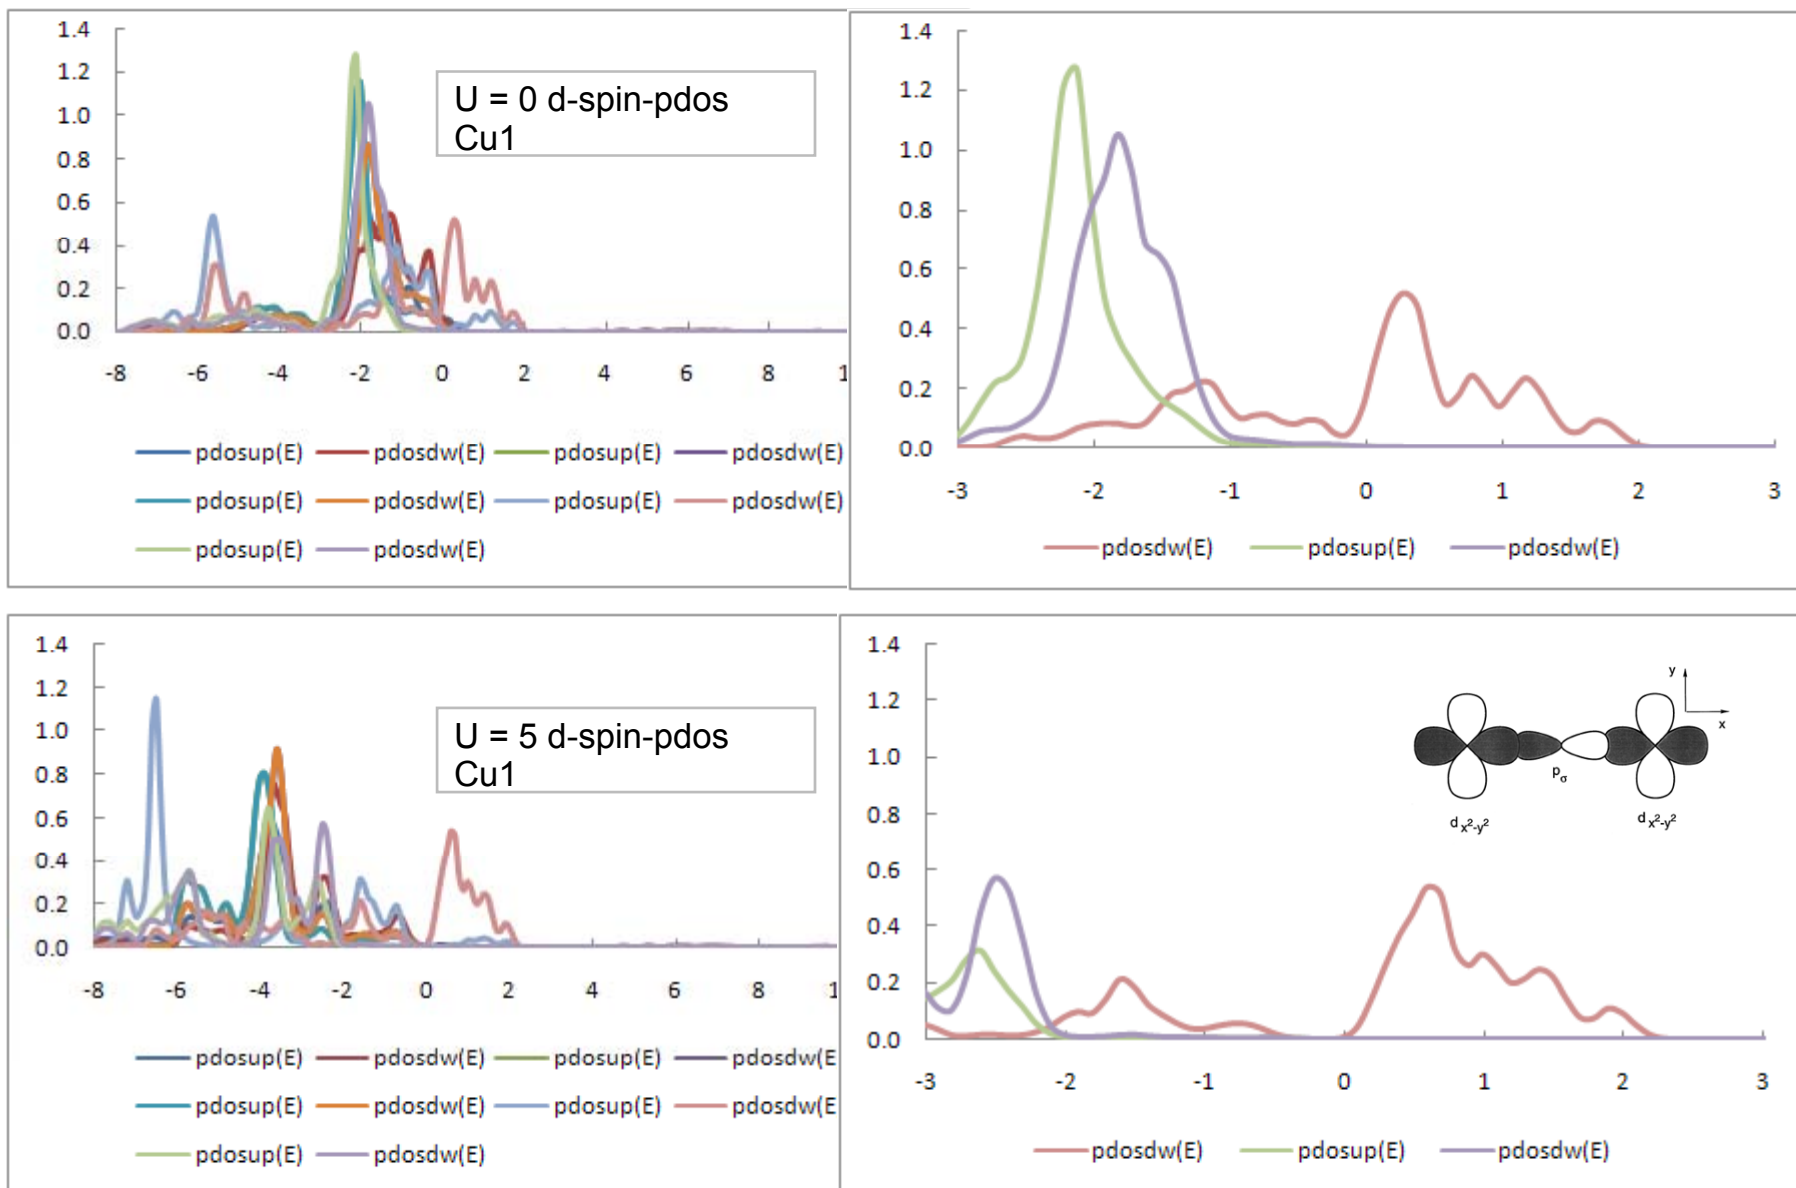 1.4
1.2
1.0
0.8
0.6
0.4
0.2
0.0
U = 0 d-spin-pdos
Cu1
-8 -6 -4 -2 0 2 4 6 8 1
pdosup(E) pdosdw(E) pdosup(E) pdosdw(E)
pdosup(E) pdosdw(E) pdosup(E) pdosdw(E)
pdosup(E) pdosdw(E)
1.4
1.2
1.0
0.8
0.6
0.4
0.2
0.0
-3 -2 -1 0 1 2 3
pdosdw(E) pdosup(E) pdosdw(E)
1.4
1.2
1.0
0.8
0.6
0.4
0.2
0.0
U = 5 d-spin-pdos
Cu1
-8 -6 -4 -2 0 2 4 6 8 1
pdosup(E) pdosdw(E) pdosup(E) pdosdw(E
pdosup(E) pdosdw(E) pdosup(E) pdosdw(E
pdosup(E) pdosdw(E)
1.4
1.2
1.0
0.8
0.6
0.4
0.2
0.0
y
x
pσ
dx²-y² dx²-y²
-3 -2 -1 0 1 2 3
pdosdw(E) pdosup(E) pdosdw(E)